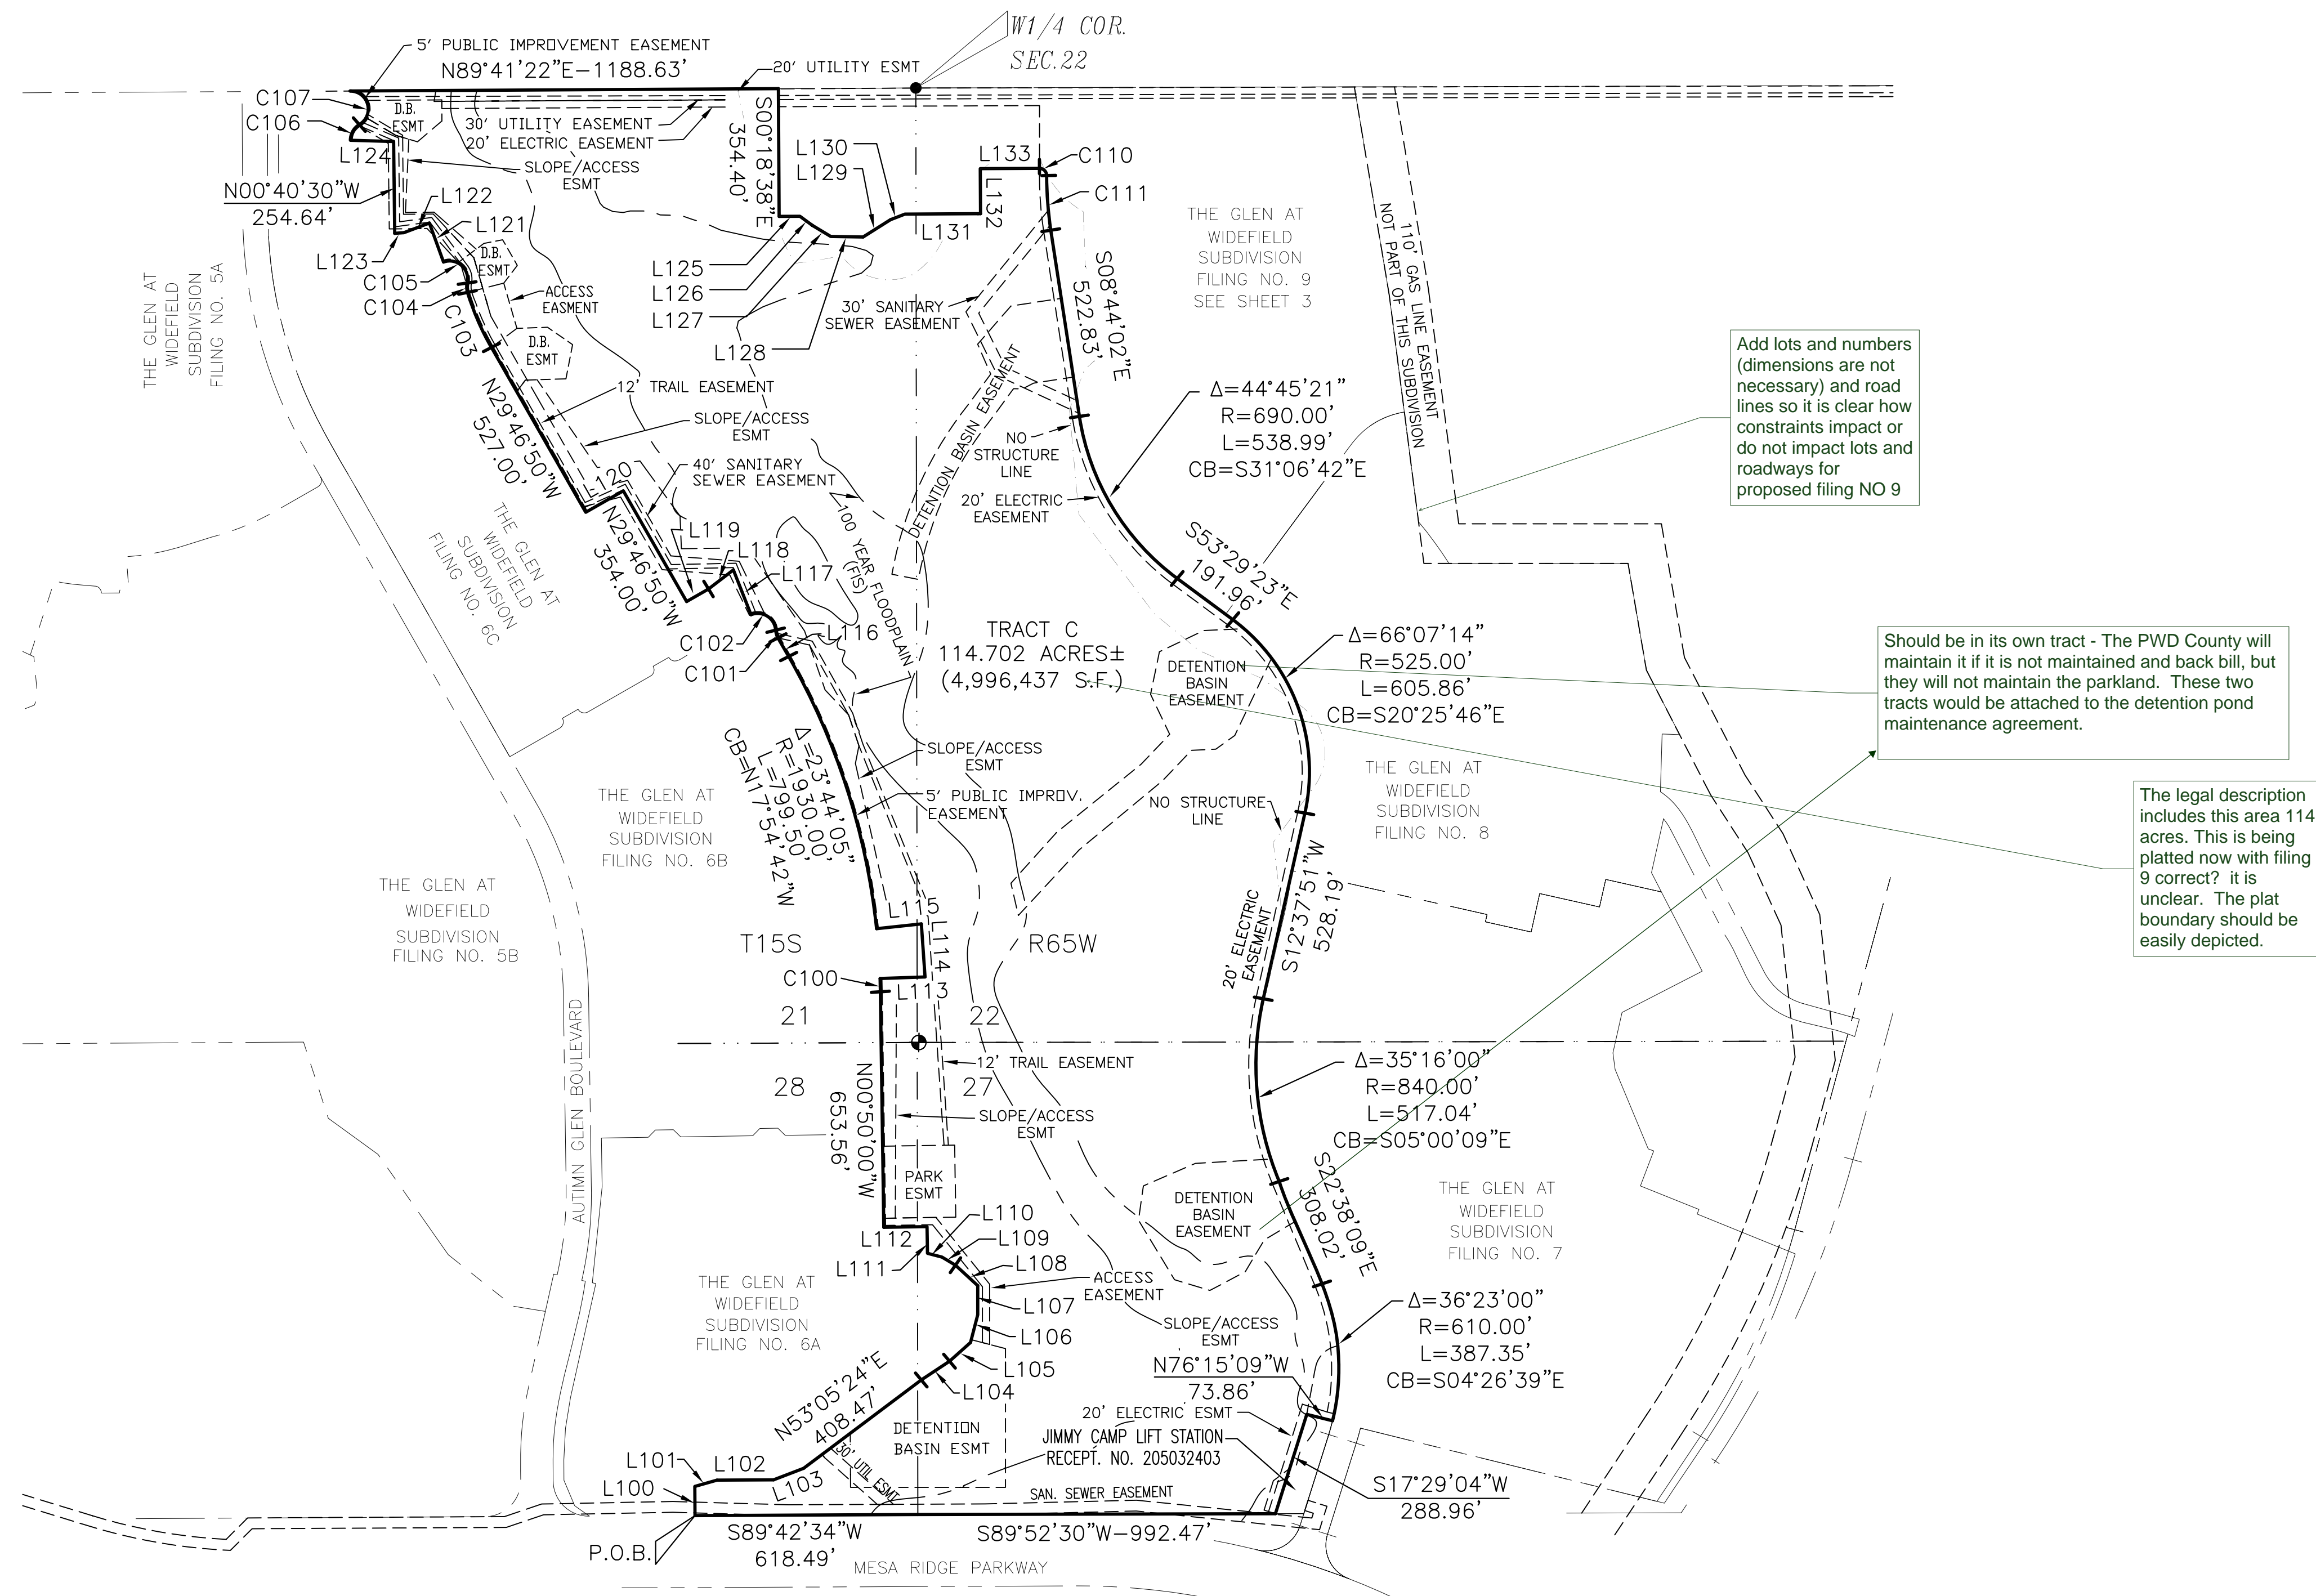 W1/4 COR.
SEC.22
5' PUBLIC IMPROVEMENT EASEMENT
N89°41'22"E-1188.63'
20' UTILITY ESMT
C107
C106
D.B.
ESMT
30' UTILITY EASEMENT
20' ELECTRIC EASEMENT
S00°18'38"E
354.40'
L124
SLOPE/ACCESS
ESMT
N00°40'30"W
254.64'
L122
L121
L123
D.B.
ESMT
C105
C104
C103
ACCESS
EASMENT
D.B.
ESMT
L130
L129
L133
C110
C111
L132
L131
L125
L126
L127
L128
30' SANITARY
SEWER EASEMENT
S08°44'02"E
522.83'
THE GLEN AT
WIDEFIELD
SUBDIVISION
FILING NO. 9
SEE SHEET 3
110' GAS LINE EASEMENT
NOT PART OF THIS SUBDIVISION
THE GLEN AT
WIDEFIELD
SUBDIVISION
FILING NO. 5A
Add lots and numbers
(dimensions are not
necessary) and road
lines so it is clear how
constraints impact or
do not impact lots and
roadways for
proposed filing NO 9
12' TRAIL EASEMENT
N29°46'50"W
527.00'
SLOPE/ACCESS
ESMT
DETENTION BASIN EASEMENT
NO
STRUCTURE
LINE
Δ=44°45'21"
R=690.00'
L=538.99'
CB=S31°06'42"E
40' SANITARY
SEWER EASEMENT
L120
20' ELECTRIC
EASEMENT
100 YEAR FLOODPLAIN
(FIS)
THE GLEN AT
WIDEFIELD
SUBDIVISION
FILING NO. 6C
N29°46'50"W
354.00'
L119
L118
L117
S53°29'23"E
191.96'
C102
C101
L116
TRACT C
114.702 ACRES±
(4,996,437 S.F.)
DETENTION
BASIN
EASEMENT
Δ=66°07'14"
R=525.00'
L=605.86'
CB=S20°25'46"E
Should be in its own tract - The PWD County will
maintain it if it is not maintained and back bill, but
they will not maintain the parkland.  These two
tracts would be attached to the detention pond
maintenance agreement.
Δ=23°44'05"
R=1930.00'
L=799.50'
CB=N17°54'42"W
SLOPE/ACCESS
ESMT
5' PUBLIC IMPROV.
EASEMENT
NO STRUCTURE
LINE
THE GLEN AT
WIDEFIELD
SUBDIVISION
FILING NO. 8
THE GLEN AT
WIDEFIELD
SUBDIVISION
FILING NO. 6B
The legal description
includes this area 114
acres. This is being
platted now with filing
9 correct?  it is
unclear.  The plat
boundary should be
easily depicted.
THE GLEN AT
WIDEFIELD
SUBDIVISION
FILING NO. 5B
L115
L114
T15S
R65W
20' ELECTRIC
EASEMENT
S12°37'51"W
528.19'
C100
L113
21
22
28
27
12' TRAIL EASEMENT
AUTIMN GLEN BOULEVARD
N00°50'00"W
653.56'
SLOPE/ACCESS
ESMT
Δ=35°16'00"
R=840.00'
L=517.04'
CB=S05°00'09"E
PARK
ESMT
DETENTION
BASIN
EASEMENT
S22°38'09"E
308.02'
THE GLEN AT
WIDEFIELD
SUBDIVISION
FILING NO. 7
L112
L111
L110
L109
L108
L107
L106
L105
L104
ACCESS
EASEMENT
THE GLEN AT
WIDEFIELD
SUBDIVISION
FILING NO. 6A
SLOPE/ACCESS
ESMT
N76°15'09"W
73.86'
Δ=36°23'00"
R=610.00'
L=387.35'
CB=S04°26'39"E
N53°05'24"E
408.47'
DETENTION
BASIN ESMT
20' ELECTRIC ESMT
JIMMY CAMP LIFT STATION
RECEPT. NO. 205032403
L101
L102
L103
L100
30' UTIL ESMT
SAN. SEWER EASEMENT
S17°29'04"W
288.96'
P.O.B.
S89°42'34"W
618.49'
S89°52'30"W-992.47'
MESA RIDGE PARKWAY